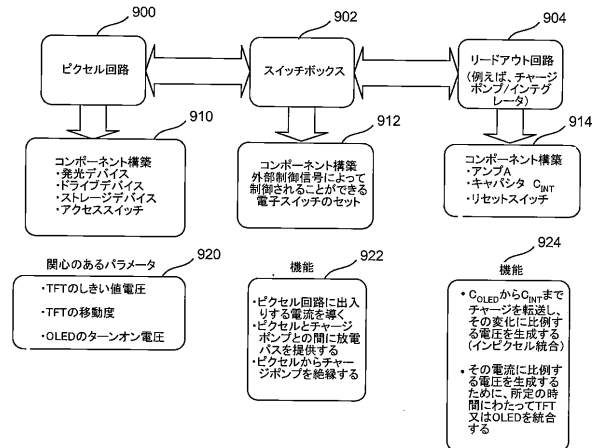 900
902
904
ピクセル回路
スイッチボックス
リードアウト回路
(例えば、チャージ
ポンプ/インテグ
レータ)
910
912
914
コンポーネント構築
・発光デバイス
・ドライブデバイス
・ストレージデバイス
・アクセススイッチ
コンポーネント構築
外部制御信号によって
制御されることができる
電子スイッチのセット
コンポーネント構築
・アンプA
・キャパシタ CINT
・リセットスイッチ
920
922
924
関心のあるパラメータ
・TFTのしきい値電圧
・TFTの移動度
・OLEDのターンオン電圧
機能
・ピクセル回路に出入
りする電流を導く
・ピクセルとチャージ
ポンプとの間に放電
パスを提供する
・ピクセルからチャー
ジポンプを絶縁する
機能
• COLEDからCINTまで
チャージを転送し、
その変化に比例す
る電圧を生成する
(インピクセル統合)
• その電流に比例する
電圧を生成するため
に、所定の時
間にわたってTFT
又はOLEDを統合
する